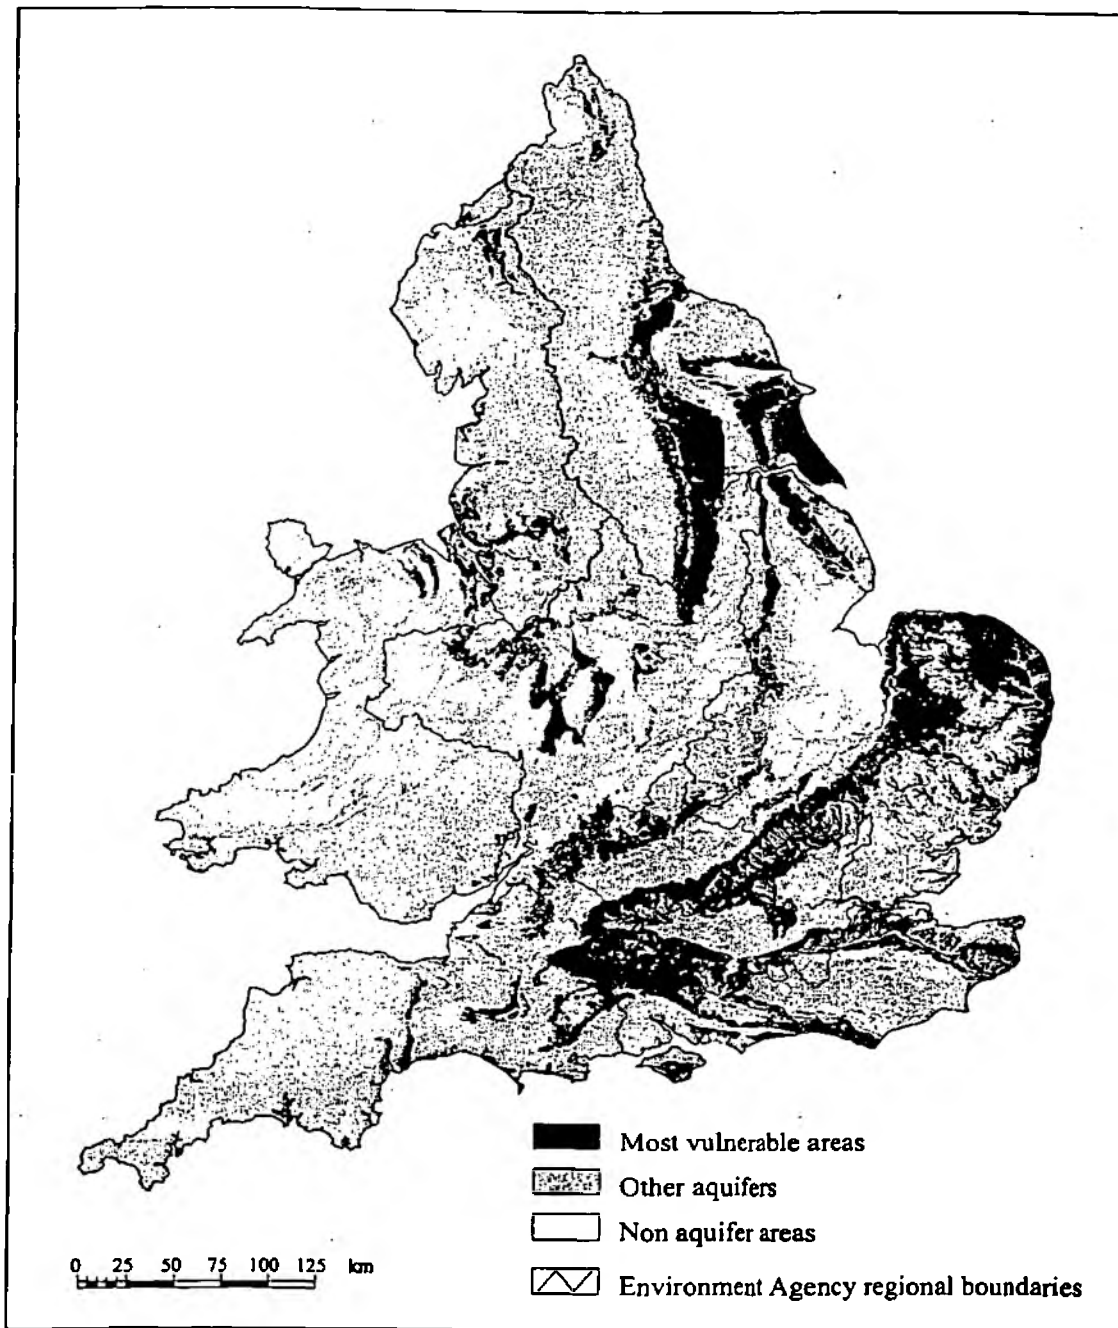 Most vulnerable areas
Other aquifers
Non aquifer areas
0 25 50 75 100 125 km
Environment Agency regional boundaries